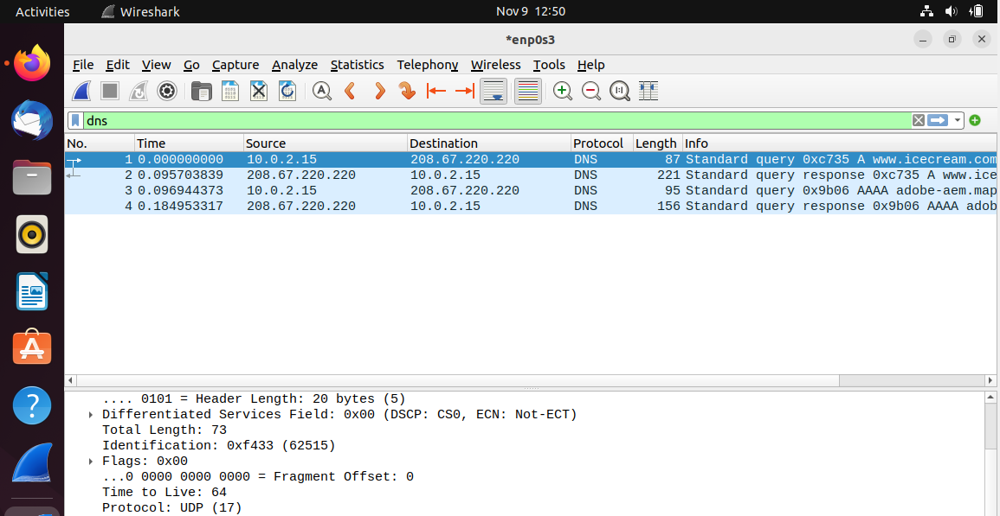 Activities Wireshark Nov 9 12:50
*enp0s3
File Edit View Go Capture Analyze Statistics Telephony Wireless Tools Help
dns
No. Time Source Destination Protocol Length Info
1 0.000000000 10.0.2.15 208.67.220.220 DNS 87 Standard query 0xc735 A www.icecream.com
2 0.095703839 208.67.220.220 10.0.2.15 DNS 221 Standard query response 0xc735 A www.ice
3 0.096944373 10.0.2.15 208.67.220.220 DNS 95 Standard query 0x9b06 AAAA adobe-aem.map
4 0.184953317 208.67.220.220 10.0.2.15 DNS 156 Standard query response 0x9b06 AAAA adob
.... 0101 = Header Length: 20 bytes (5)
Differentiated Services Field: 0x00 (DSCP: CS0, ECN: Not-ECT)
Total Length: 73
Identification: 0xf433 (62515)
Flags: 0x00
...0 0000 0000 0000 = Fragment Offset: 0
Time to Live: 64
Protocol: UDP (17)